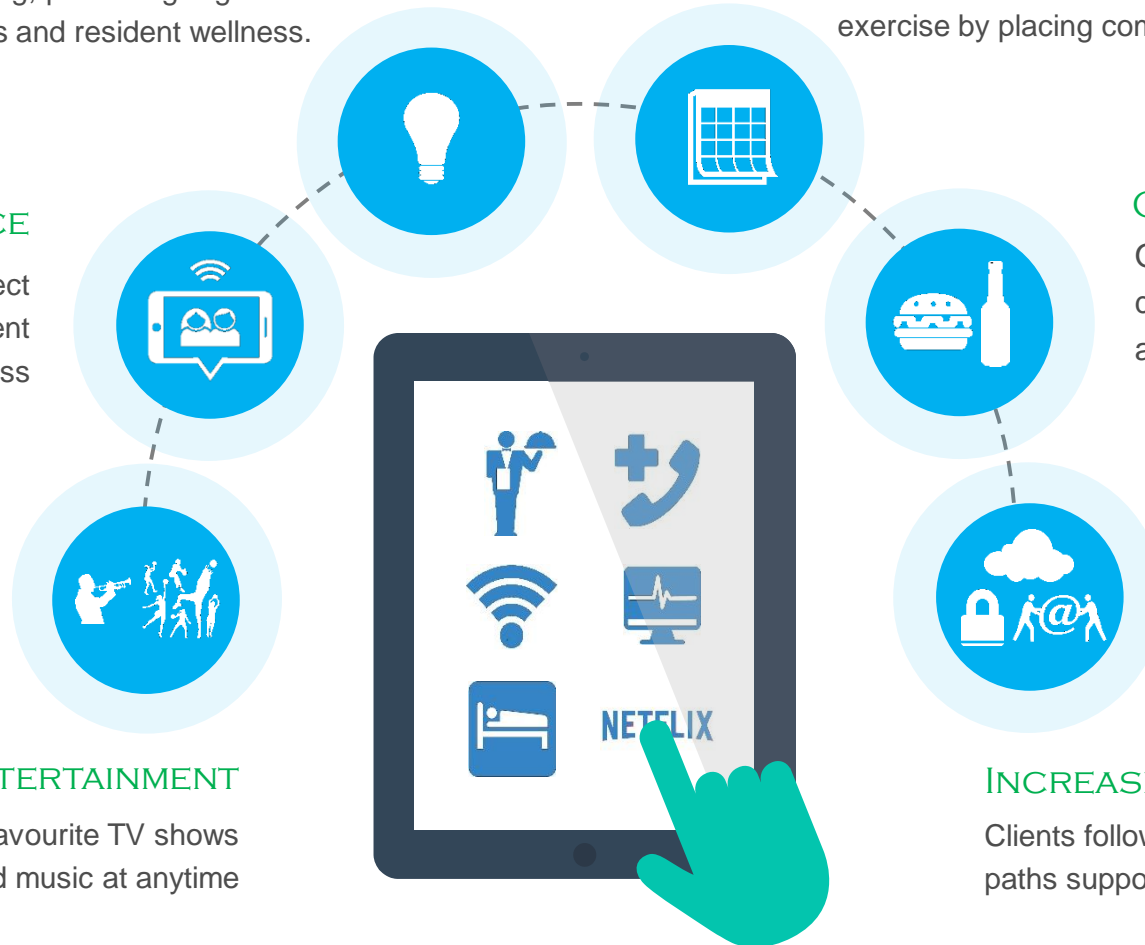 s and resident wellness.
exercise by placing
CE
ect
ent
ss
TERTAINMENT
avourite TV shows
d music at anytime
NETFLIX
@
INCREAS
Clients follow
paths suppo